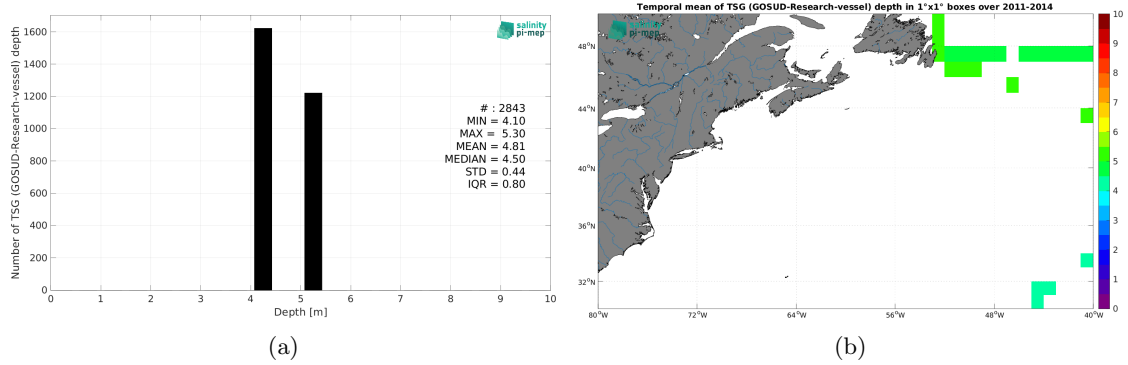 salinity
pi-mep
1600
1400
1200
1000
800
600
400
200
0
Number of TSG (GOSUD-Research-vessel) depth
# : 2843
MIN = 4.10
MAX = 5.30
MEAN = 4.81
MEDIAN = 4.50
STD = 0.44
IQR = 0.80
0 1 2 3 4 5 6 7 8 9 10
Depth [m]
(a)
Temporal mean of TSG (GOSUD-Research-vessel) depth in 1°x1° boxes over 2011-2014
salinity
pi-mep
48°N
44°N
40°N
36°N
32°N
80°W 72°W 64°W 56°W 48°W 40°W
10
9
8
7
6
5
4
3
2
1
0
(b)